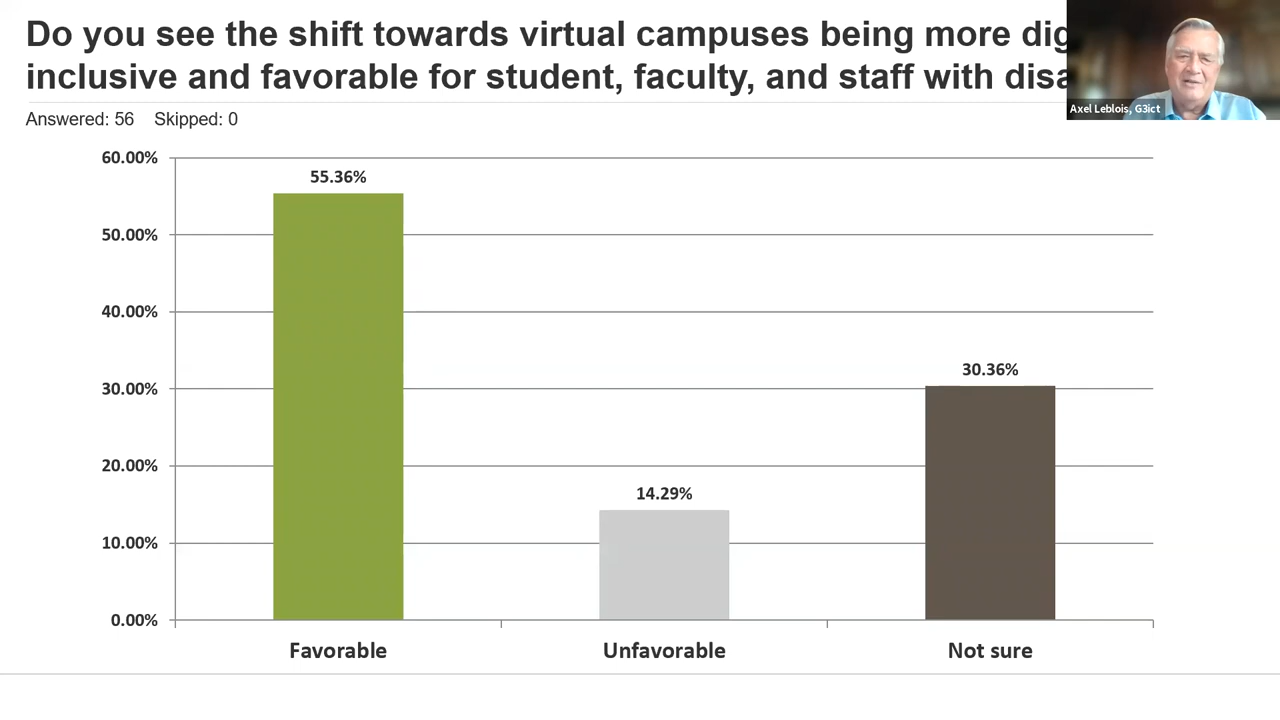 Do you see the shift towards virtual campuses being more
inclusive and favorable for student, faculty, and staff with
Axel Leblois, G3ict
Answered: 56 Skipped: 0
60.00%
55.36%
50.00%
40.00%
30.36%
30.00%
20.00%
14.29%
10.00%
0.00%
Favorable Unfavorable Not sure